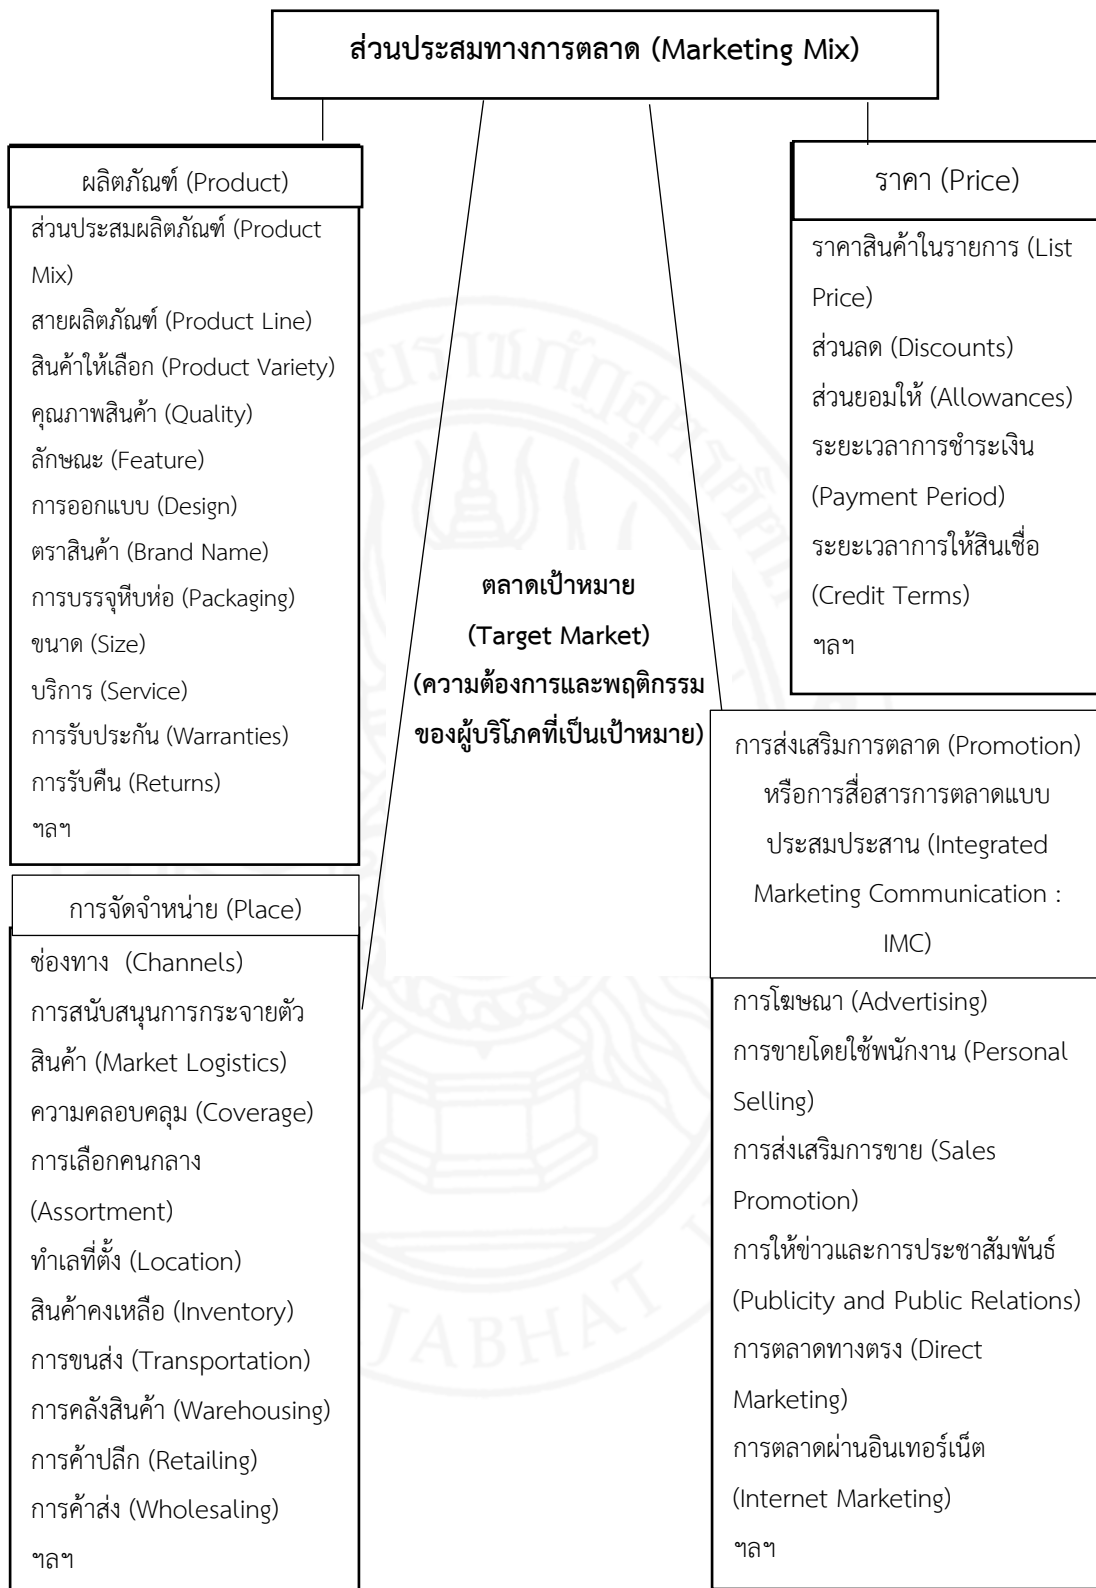 ส่วนประสมทางการตลาด (Marketing Mix)
ผลิตภัณฑ์ (Product)
ส่วนประสมผลิตภัณฑ์ (Product
Mix)
สายผลิตภัณฑ์ (Product Line)
สินค้าให้เลือก (Product Variety)
คุณภาพสินค้า (Quality)
ลักษณะ (Feature)
การออกแบบ (Design)
ตราสินค้า (Brand Name)
การบรรจุหีบห่อ (Packaging)
ขนาด (Size)
บริการ (Service)
การรับประกัน (Warranties)
การรับคืน (Returns)
ฯลฯ
ราคา (Price)
ราคาสินค้าในรายการ (List
Price)
ส่วนลด (Discounts)
ส่วนยอมให้ (Allowances)
ระยะเวลาการชำระเงิน
(Payment Period)
ระยะเวลาการให้สินเชื่อ
(Credit Terms)
ฯลฯ
ตลาดเป้าหมาย
(Target Market)
(ความต้องการและพฤติกรรม
ของผู้บริโภคที่เป็นเป้าหมาย)
การจัดจำหน่าย (Place)
ช่องทาง (Channels)
การสนับสนุนการกระจายตัว
สินค้า (Market Logistics)
ความคลอบคลุม (Coverage)
การเลือกคนกลาง
(Assortment)
ทำเลที่ตั้ง (Location)
สินค้าคงเหลือ (Inventory)
การขนส่ง (Transportation)
การคลังสินค้า (Warehousing)
การค้าปลีก (Retailing)
การค้าส่ง (Wholesaling)
ฯลฯ
การส่งเสริมการตลาด (Promotion)
หรือการสื่อสารการตลาดแบบ
ประสมประสาน (Integrated
Marketing Communication :
IMC)
การโฆษณา (Advertising)
การขายโดยใช้พนักงาน (Personal
Selling)
การส่งเสริมการขาย (Sales
Promotion)
การให้ข่าวและการประชาสัมพันธ์
(Publicity and Public Relations)
การตลาดทางตรง (Direct
Marketing)
การตลาดผ่านอินเทอร์เน็ต
(Internet Marketing)
ฯลฯ
JABHAT